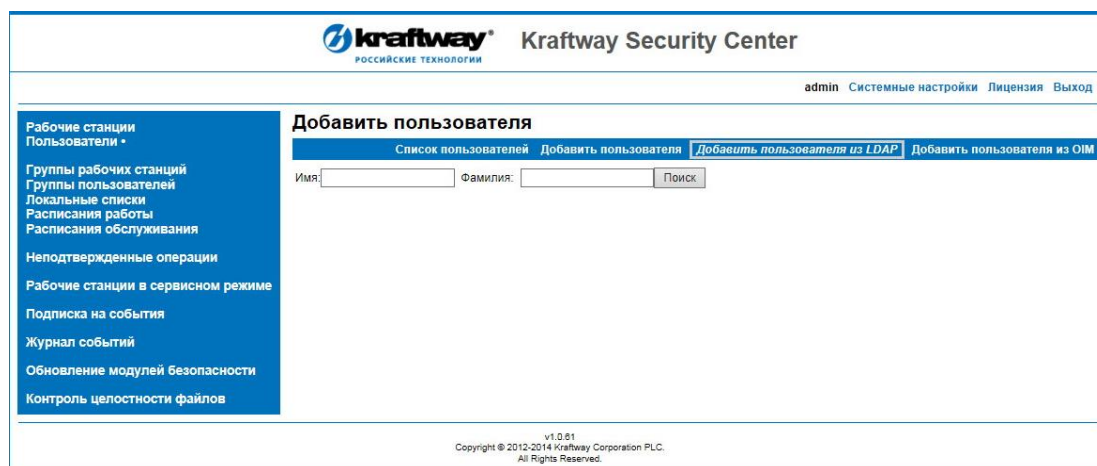 kraftway
РОССИЙСКИЕ ТЕХНОЛОГИИ
Kraftway Security Center
admin Системные настройки Лицензия Выход
Рабочие станции
Пользователи •
Группы рабочих станций
Группы пользователей
Локальные списки
Расписания работы
Расписания обслуживания
Неподтвержденные операции
Рабочие станции в сервисном режиме
Подписка на события
Журнал событий
Обновление модулей безопасности
Контроль целостности файлов
Добавить пользователя
Список пользователей Добавить пользователя Добавить пользователя из LDAP Добавить пользователя из OIM
Имя: Фамилия: Поиск
v1.0.61
Copyright © 2012-2014 Kraftway Corporation PLC.
All Rights Reserved.